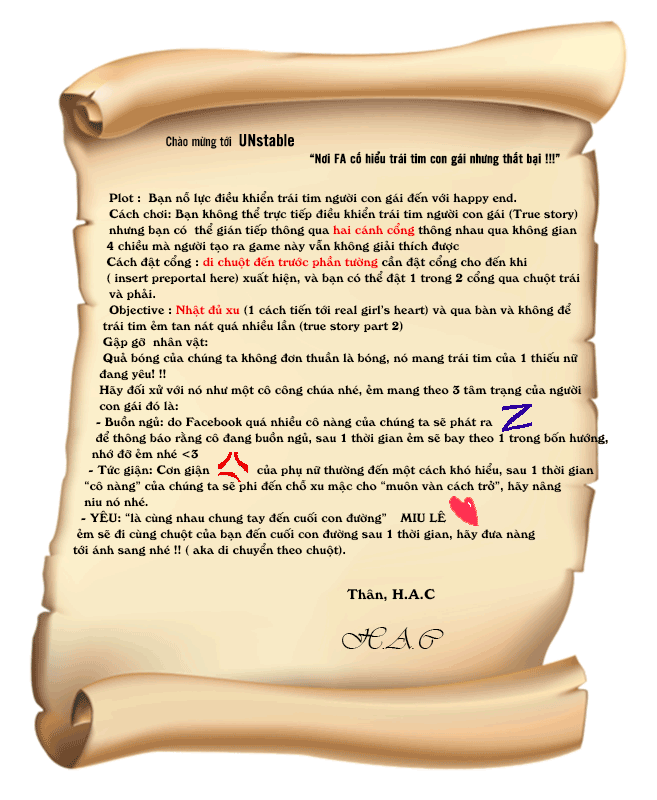 Chào mừng tới UNstable
“Nơi FA cố hiểu trái tim con gái nhưng thất bại !!!”
Plot : Bạn nỗ lực điều khiển trái tim người con gái đến với happy end.
Cách chơi: Bạn không thể trực tiếp điều khiển trái tim người con gái (True story)
nhưng bạn có thể gián tiếp thông qua hai cánh cổng thông nhau qua không gian
4 chiều mà người tạo ra game này vẫn không giải thích được
Cách đặt cổng : di chuột đến trước phần tường cần đặt cổng cho đến khi
( insert preportal here) xuất hiện, và bạn có thể đặt 1 trong 2 cổng qua chuột trái
và phải.
Objective : Nhặt đủ xu (1 cách tiến tới real girl's heart) và qua bàn và không để
trái tim ẻm tan nát quá nhiều lần (true story part 2)
Gặp gỡ nhân vật:
Quả bóng của chúng ta không đơn thuần là bóng, nó mang trái tim của 1 thiếu nữ
đang yêu! !!
Hãy đối xử với nó như một cô công chúa nhé, ẻm mang theo 3 tâm trạng của người
con gái đó là:
- Buồn ngủ: do Facebook quá nhiều cô nàng của chúng ta sẽ phát ra Z
để thông báo rằng cô đang buồn ngủ, sau 1 thời gian ẻm sẽ bay theo 1 trong bốn hướng,
nhớ đỡ ẻm nhé <3
- Tức giận: Cơn giận của phụ nữ thường đến một cách khó hiểu, sau 1 thời gian
“cô nàng” của chúng ta sẽ phi đến chỗ xu mặc cho “muôn vàn cách trở”, hãy nâng
niu nó nhé.
- YÊU: “là cùng nhau chung tay đến cuối con đường” MIU LÊ
ẻm sẽ đi cùng chuột của bạn đến cuối con đường sau 1 thời gian, hãy đưa nàng
tới ánh sang nhé !! ( aka di chuyển theo chuột).
Thân, H.A.C
H.A.C